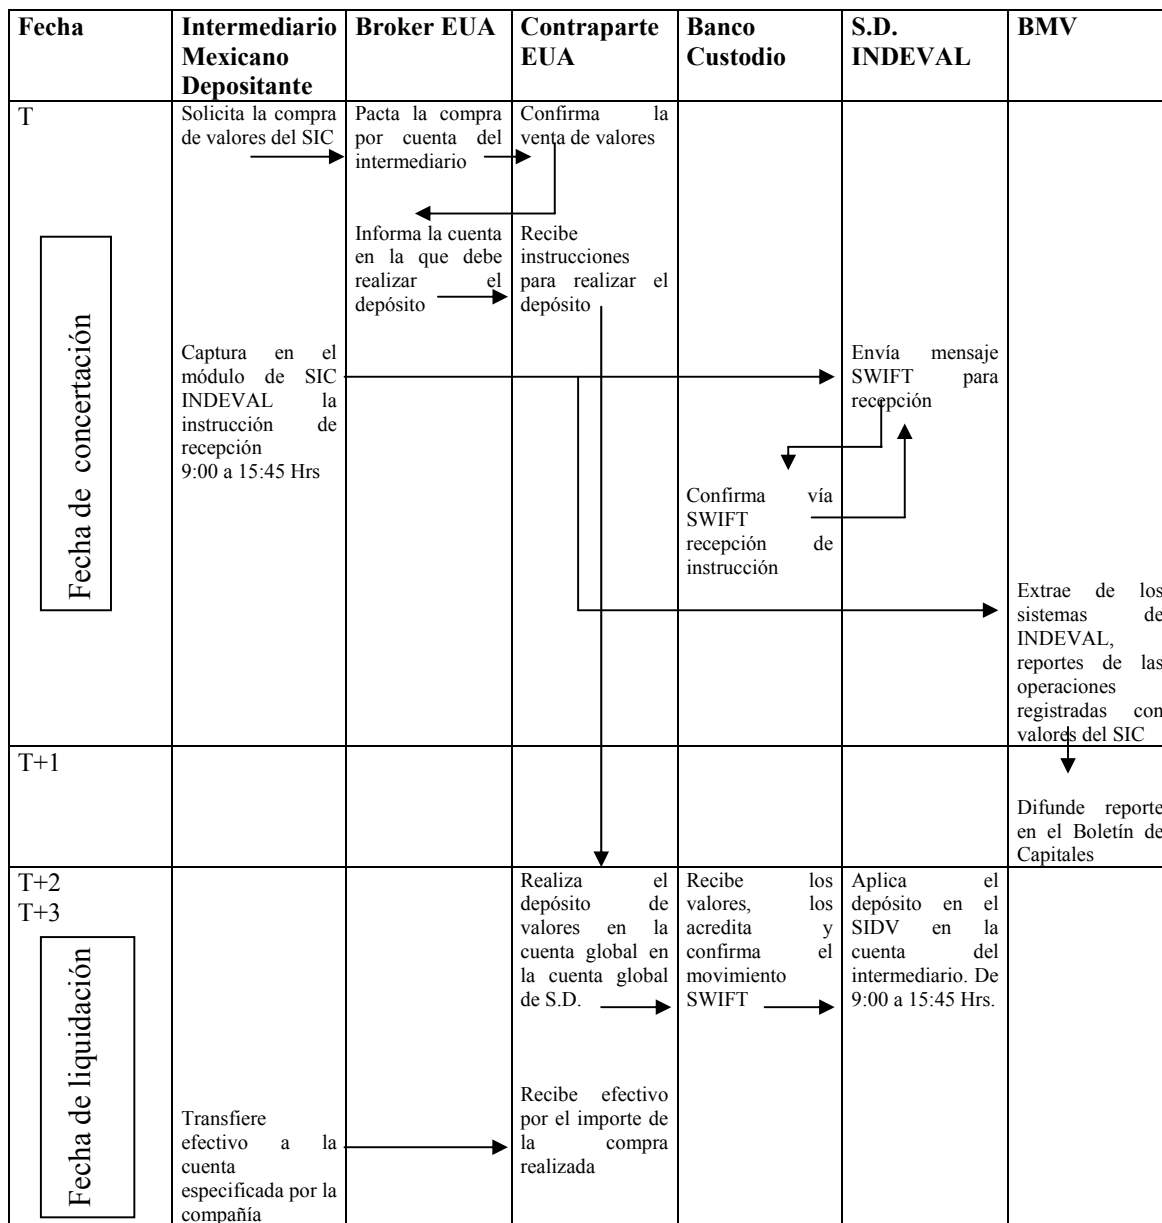 Fecha
Intermediario
Mexicano
Depositante
Broker EUA
Contraparte
EUA
Banco
Custodio
S.D.
INDEVAL
BMV
T
Solicita la compra
de valores del SIC
Pacta la compra
por cuenta del
intermediario
Confirma la
venta de valores
Informa la cuenta
en la que debe
realizar el
depósito
Recibe
instrucciones
para realizar el
depósito
Fecha de concertación
Captura en el
módulo de SIC
INDEVAL la
instrucción de
recepción
9:00 a 15:45 Hrs
Envía mensaje
SWIFT para
recepción
Confirma vía
SWIFT
recepción de
instrucción
Extrae de los
sistemas de
INDEVAL,
reportes de las
operaciones
registradas con
valores del SIC
T+1
Difunde reporte
en el Boletín de
Capitales
T+2
T+3
Fecha de liquidación
Realiza el
depósito de
valores en la
cuenta global en
la cuenta global
de S.D.
Recibe los
valores, los
acredita y
confirma el
movimiento
SWIFT
Aplica el
depósito en el
SIDV en la
cuenta del
intermediario. De
9:00 a 15:45 Hrs.
Transfiere
efectivo a la
cuenta
especificada por la
compañía
Recibe efectivo
por el importe de
la compra
realizada